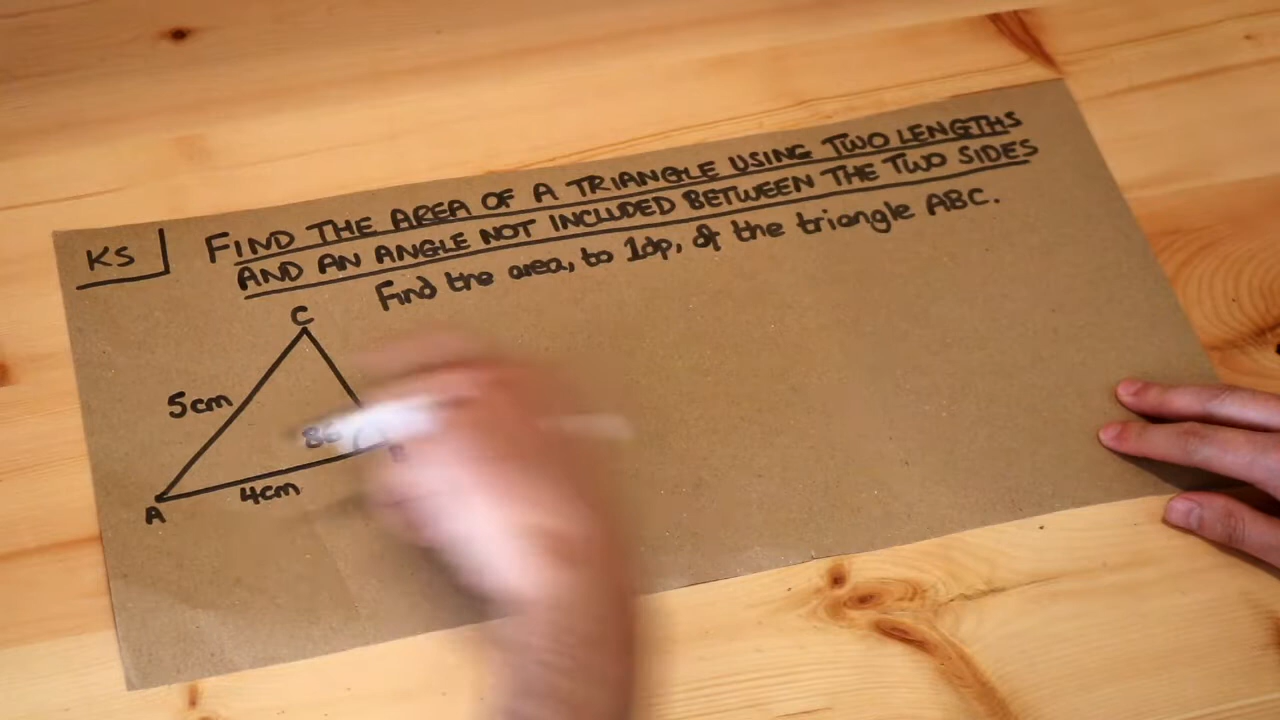 KS
FIND THE AREA OF A TRIANGLE USING TWO LENGTHS
AND AN ANGLE NOT INCLUDED BETWEEN THE TWO SIDES
Find the area, to 1dp, of the triangle ABC.
C
5cm
4cm
A